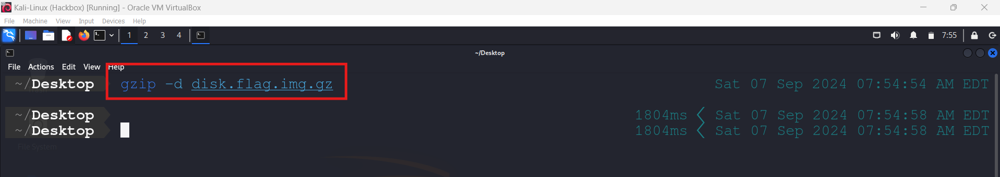 Kali-Linux (Hackbox) [Running] - Oracle VM VirtualBox
File Machine View Input Devices Help
1 2 3 4 7:55
~/Desktop
File Actions Edit View Help
~/Desktop gzip -d disk.flag.img.gz Sat 07 Sep 2024 07:54:54 AM EDT
~/Desktop 1804ms Sat 07 Sep 2024 07:54:58 AM EDT
~/Desktop 1804ms Sat 07 Sep 2024 07:54:58 AM EDT
File System